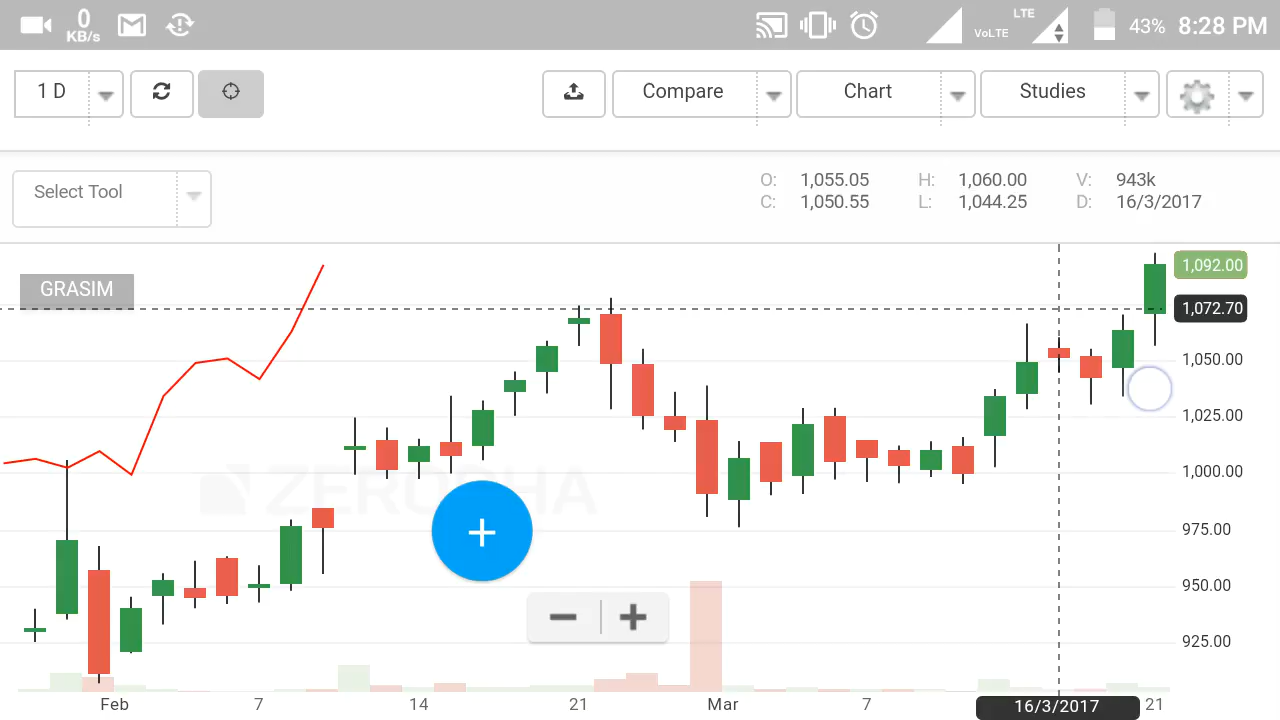 0
KB/s
VoLTE
LTE
43%
8:28 PM
1 D
Compare
Chart
Studies
Select Tool
O: 1,055.05 H: 1,060.00 V: 943k
C: 1,050.55 L: 1,044.25 D: 16/3/2017
GRASIM
1,092.00
1,072.70
1,050.00
1,025.00
1,000.00
ZERODHA
975.00
950.00
925.00
Feb 7 14 21 Mar 7 16/3/2017 21